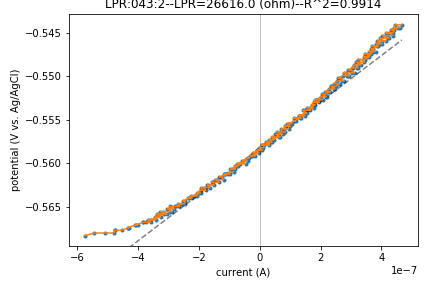 LPR:043:2--LPR=26616.0 (ohm)--R^2=0.9914
potential (V vs. Ag/AgCl)
−0.545
−0.550
−0.555
−0.560
−0.565
−6 −4 −2 0 2 4
1e−7
current (A)